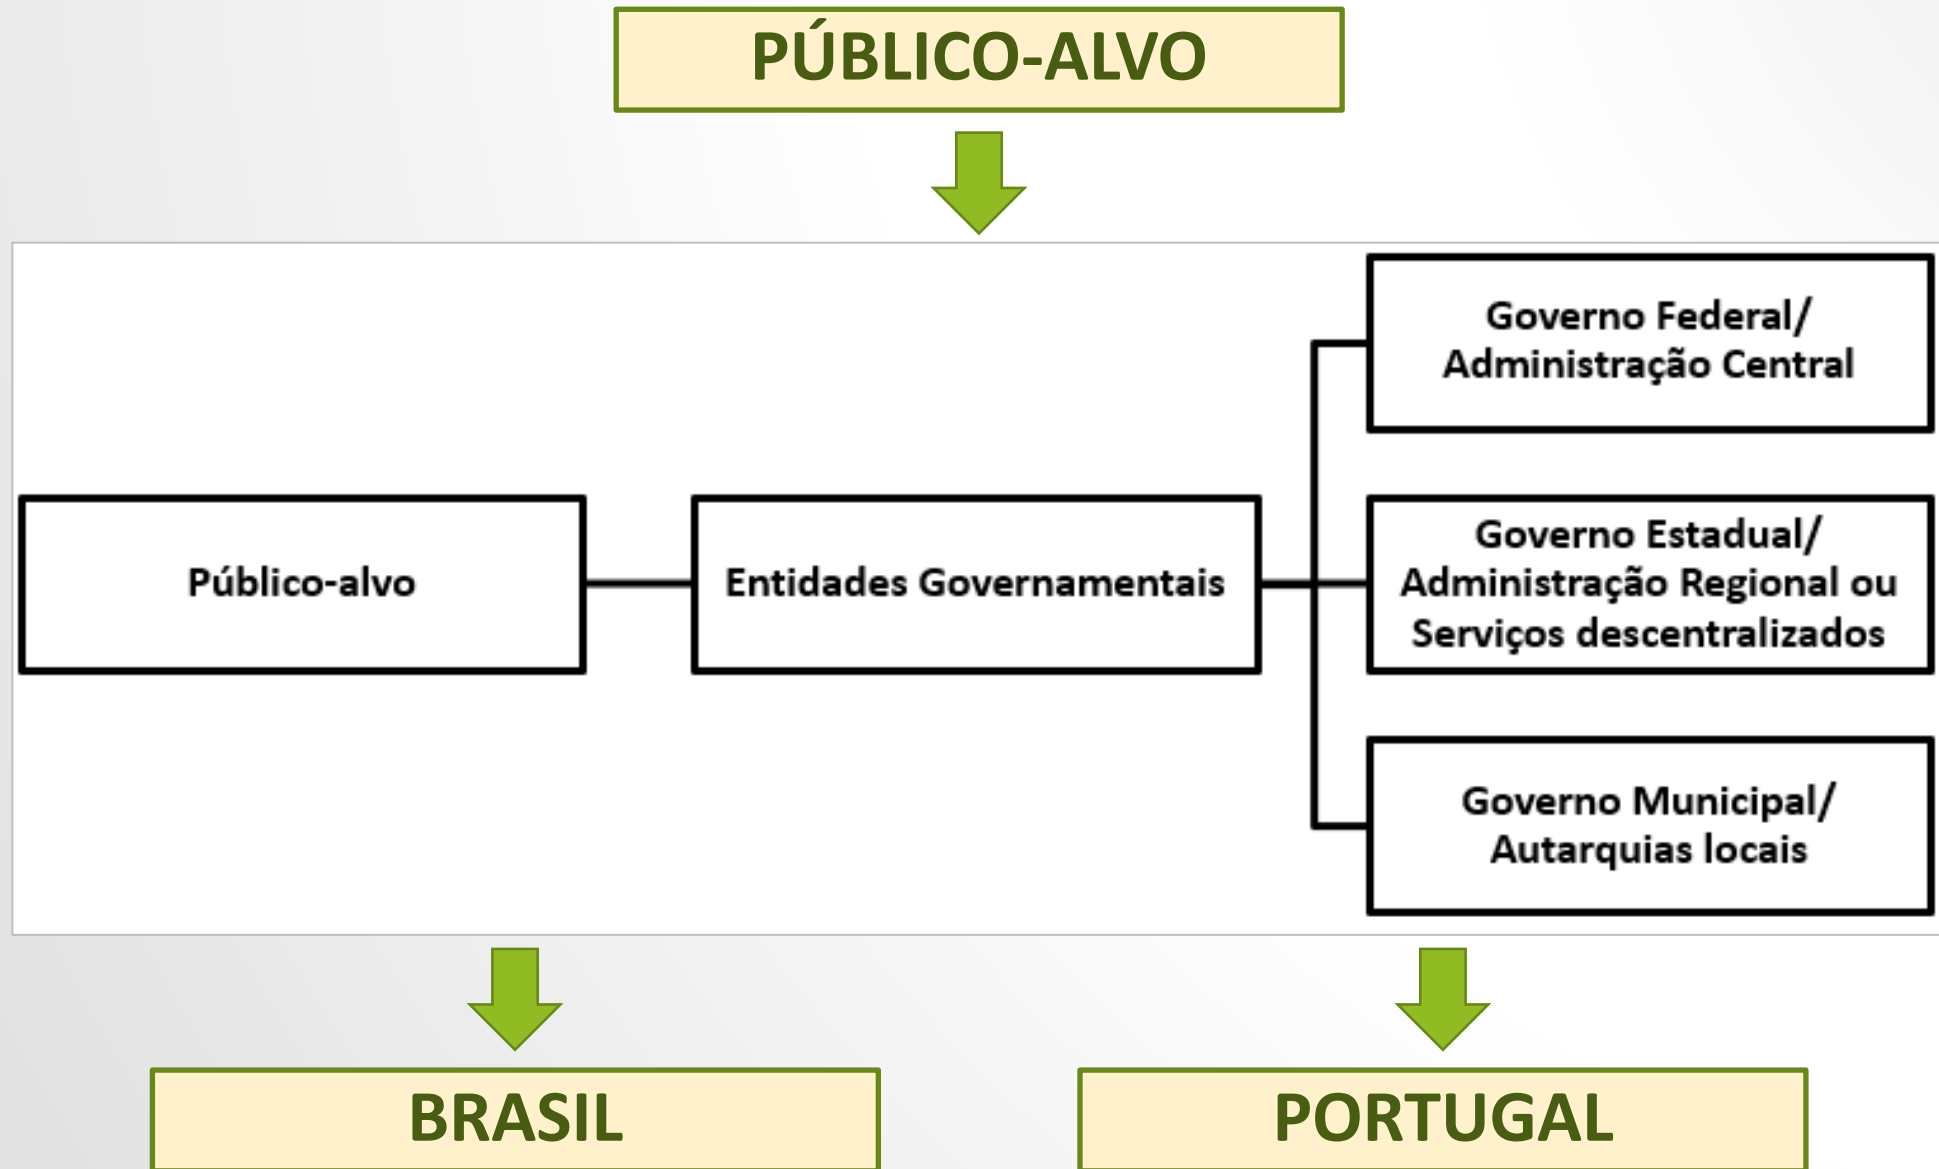 PÚBLICO-ALVO
Público-alvo
Entidades Governamentais
Governo Federal/
Administração Central
Governo Estadual/
Administração Regional ou
Serviços descentralizados
Governo Municipal/
Autarquias locais
BRASIL
PORTUGAL